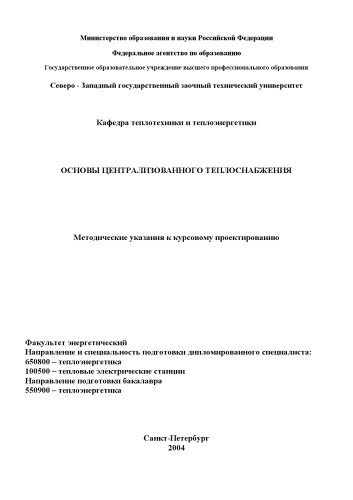 Министерство образования и науки Российской Федерации
Федеральное агентство по образованию
Государственное образовательное учреждение высшего профессионального образования
Северо - Западный государственный заочный технический университет
Кафедра теплотехники и теплоэнергетики
ОСНОВЫ ЦЕНТРАЛИЗОВАННОГО ТЕПЛОСНАБЖЕНИЯ
Методические указания к курсовому проектированию
Факультет энергетический
Направление и специальность подготовки дипломированного специалиста:
650800 – теплоэнергетика
100500 – тепловые электрические станции
Направление подготовки бакалавра
550900 – теплоэнергетика
Санкт-Петербург
2004